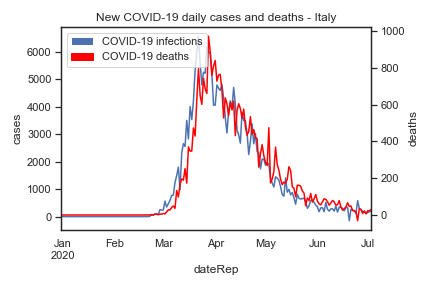 New COVID-19 daily cases and deaths - Italy
COVID-19 infections
COVID-19 deaths
cases
6000
5000
4000
3000
2000
1000
0
deaths
1000
800
600
400
200
0
Jan
2020
Feb
Mar
Apr
May
Jun
Jul
dateRep